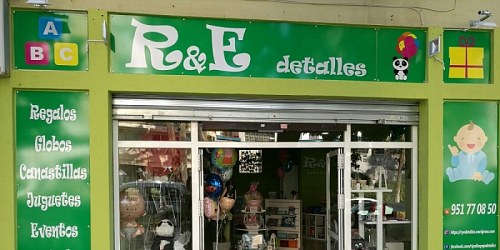 A
B C
R&E detalles
Regalos
Globos
Canastillas
Juguetes
Eventos
951 77 08 50
R&E